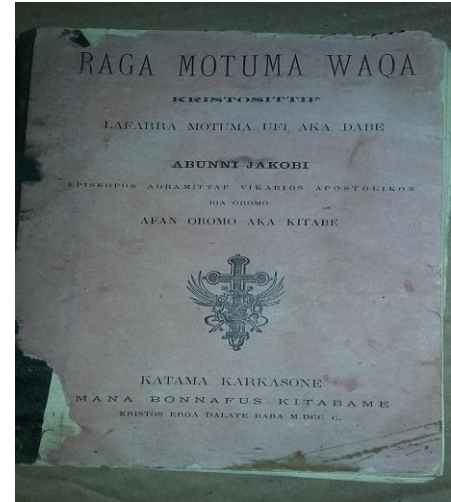 RAGA MOTUMA WAQA
KRISTOSITTIF
LAFARRA MOTUMA UFI AKA DABE
ABUNNI JAKOBI
EPISKOPOS ADRAMITTAF VIKARIOS APOSTOLIKOS
BIA OROMO
AFAN OROMO AKA KITABE
KATAMA KARKASONE
MANA BONNAFUS KITABAME
KRISTOS ERGA DALATE BARA M.DCC C.